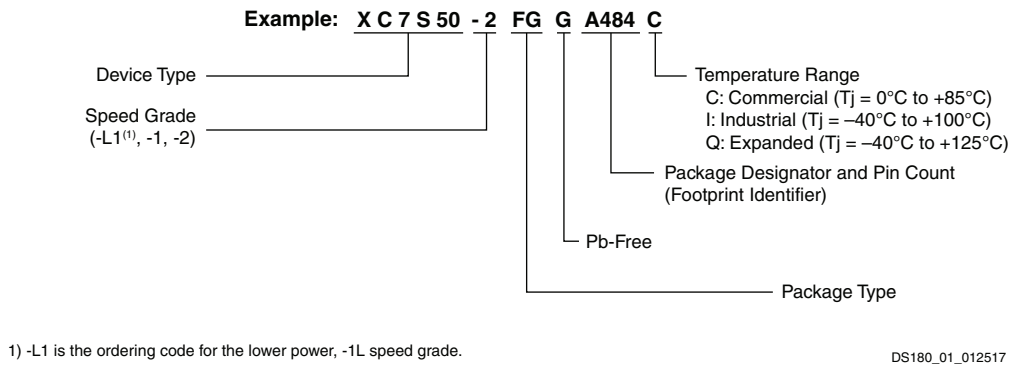 Example: X C 7 S 50 - 2 FG G A484 C
Device Type
Speed Grade
(-L1(1), -1, -2)
Temperature Range
C: Commercial (Tj = 0°C to +85°C)
I: Industrial (Tj = –40°C to +100°C)
Q: Expanded (Tj = –40°C to +125°C)
Package Designator and Pin Count
(Footprint Identifier)
Pb-Free
Package Type
1) -L1 is the ordering code for the lower power, -1L speed grade.
DS180_01_012517